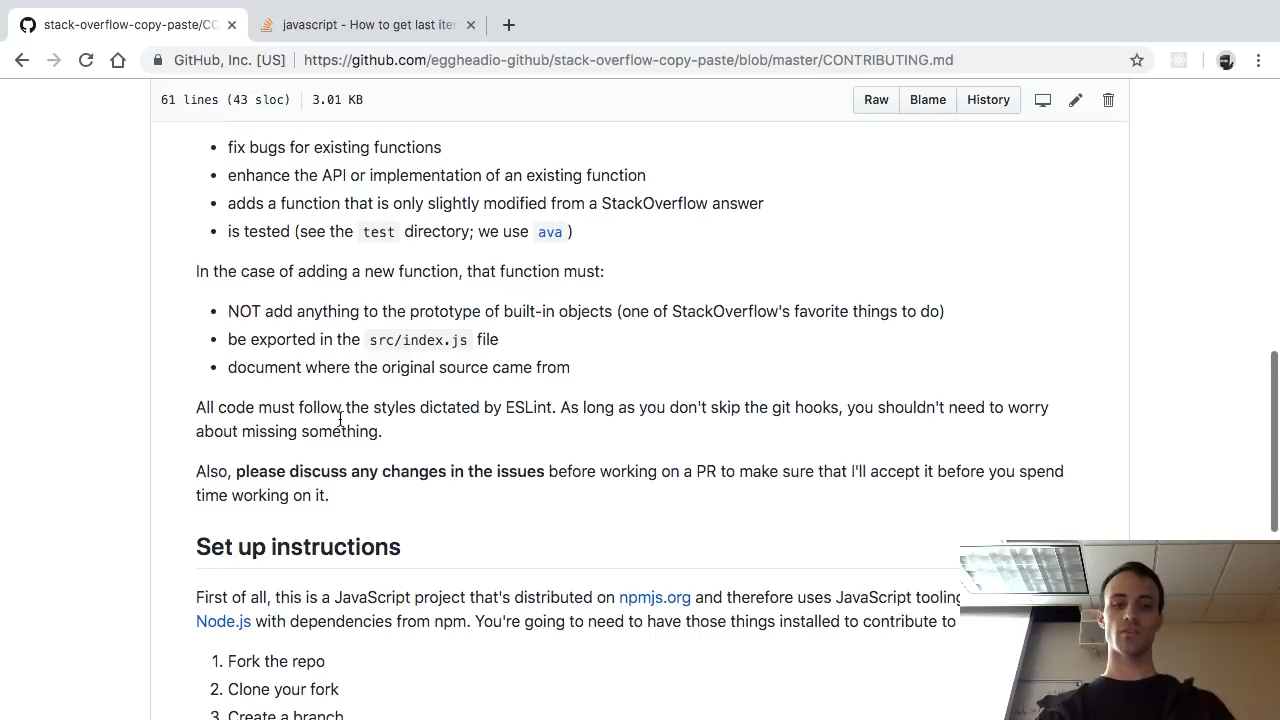 stack-overflow-copy-paste/CO
javascript - How to get last iter
GitHub, Inc. [US]
https://github.com/eggheadio-github/stack-overflow-copy-paste/blob/master/CONTRIBUTING.md
61 lines (43 sloc) 3.01 KB
Raw Blame History
• fix bugs for existing functions
• enhance the API or implementation of an existing function
• adds a function that is only slightly modified from a StackOverflow answer
• is tested (see the test directory; we use ava )
In the case of adding a new function, that function must:
• NOT add anything to the prototype of built-in objects (one of StackOverflow's favorite things to do)
• be exported in the src/index.js file
• document where the original source came from
All code must follow the styles dictated by ESLint. As long as you don't skip the git hooks, you shouldn't need to worry
about missing something.
Also, please discuss any changes in the issues before working on a PR to make sure that I'll accept it before you spend
time working on it.
Set up instructions
First of all, this is a JavaScript project that's distributed on npmjs.org and therefore uses JavaScript tooling
Node.js with dependencies from npm. You're going to need to have those things installed to contribute to
1. Fork the repo
2. Clone your fork
3. Create a branch